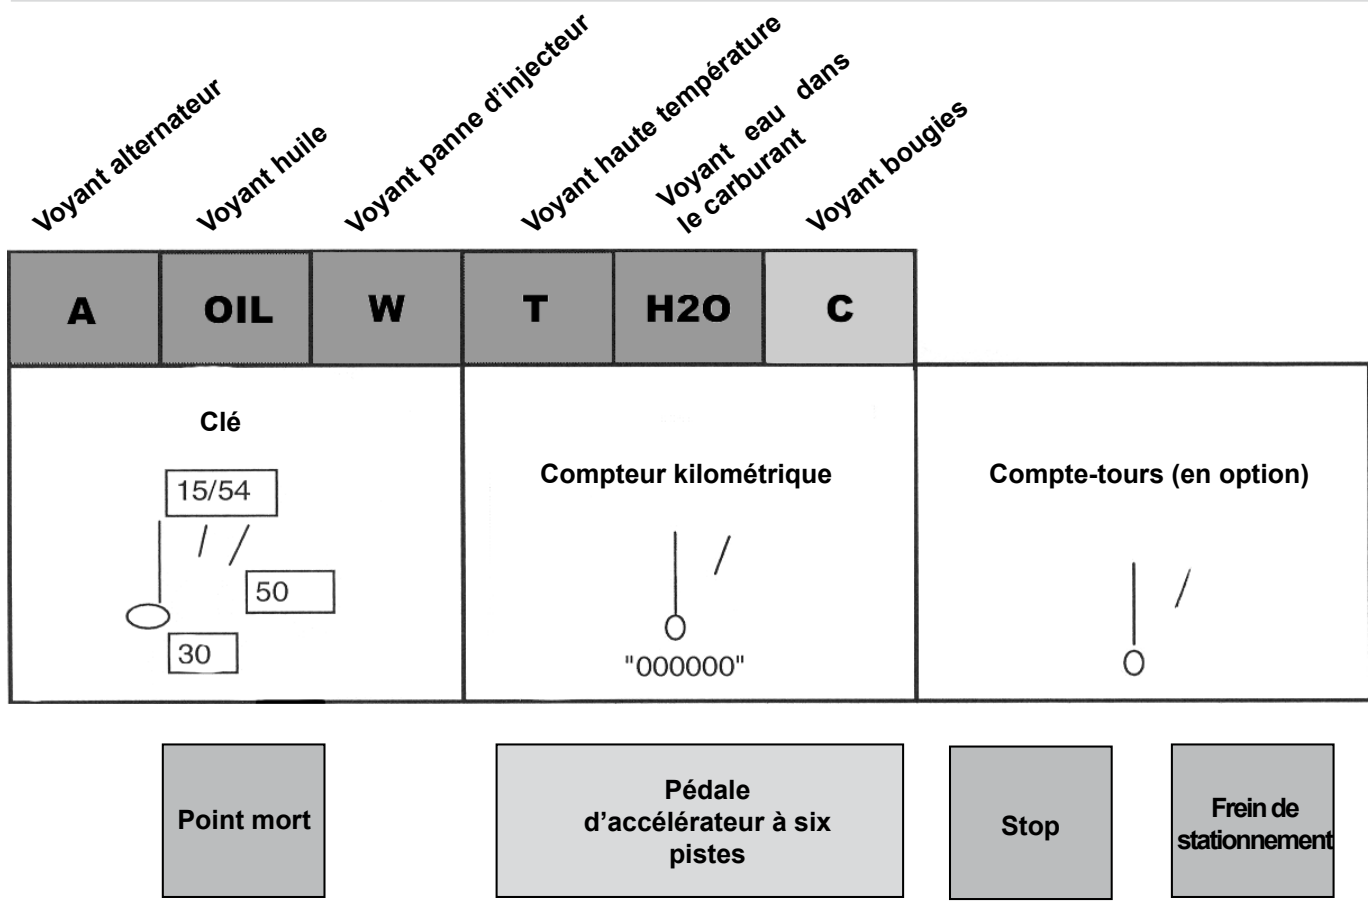 Voyant alternateur
Voyant huile
Voyant panne d’injecteur
Voyant haute température
Voyant eau dans
le carburant
Voyant bougies
A
OIL
W
T
H2O
C
Clé
15/54
50
30
Compteur kilométrique
"000000"
Compte-tours (en option)
Point mort
Pédale
d’accélérateur à six
pistes
Stop
Frein de
stationnement